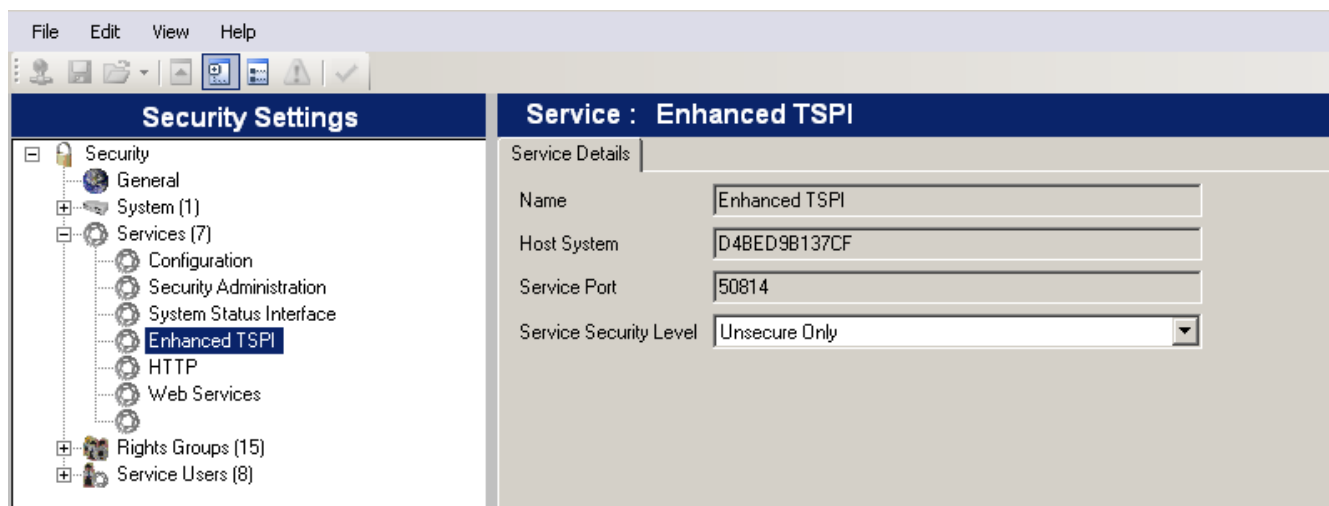 File Edit View Help
Security Settings
Security
General
System (1)
Services (7)
Configuration
Security Administration
System Status Interface
Enhanced TSPI
HTTP
Web Services
Rights Groups (15)
Service Users (8)
Service : Enhanced TSPI
Service Details
Name Enhanced TSPI
Host System D4BED9B137CF
Service Port 50814
Service Security Level Unsecure Only